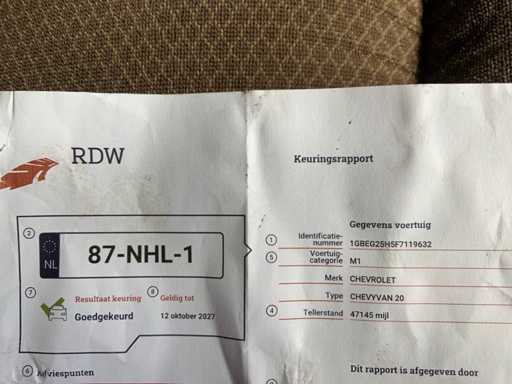 RDW
Keuringsrapport
2
NL
87-NHL-1
7
Resultaat keuring
Goedgekeurd
8
Geldig tot
12 oktober 2027
6 Adviespunten
Gegevens voertuig
1 Identificatie-
nummer 1GBEG25H5F7119632
5 Voertuig-
categorie M1
Merk CHEVROLET
Type CHEVYVAN 20
4 Tellerstand 47145 mijl
Dit rapport is afgegeven door